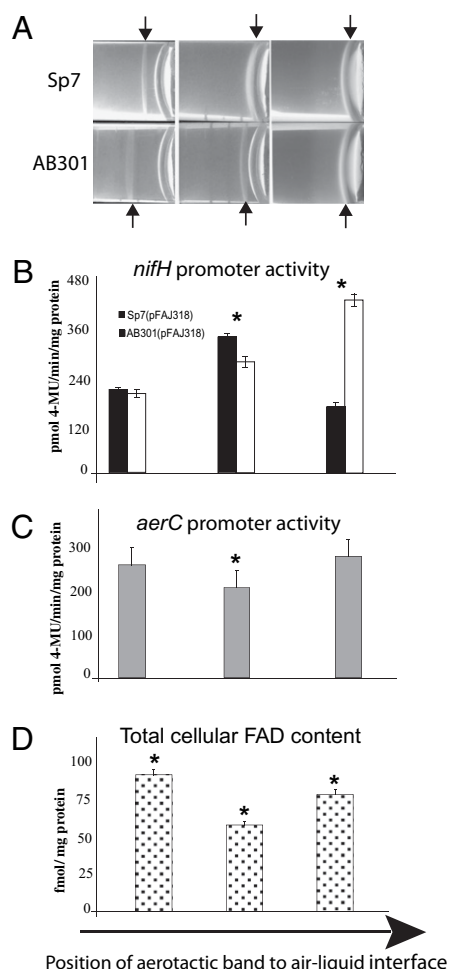 A
Sp7
AB301
B
nifH promoter activity
480
360
240
120
0
pmol 4-MU/min/mg protein
Sp7(pFAJ318)
AB301(pFAJ318)
*
*
C
aerC promoter activity
300
200
100
0
pmol 4-MU/min/mg protein
*
D
Total cellular FAD content
100
75
50
25
0
fmol/ mg protein
*
*
*
Position of aerotactic band to air-liquid interface